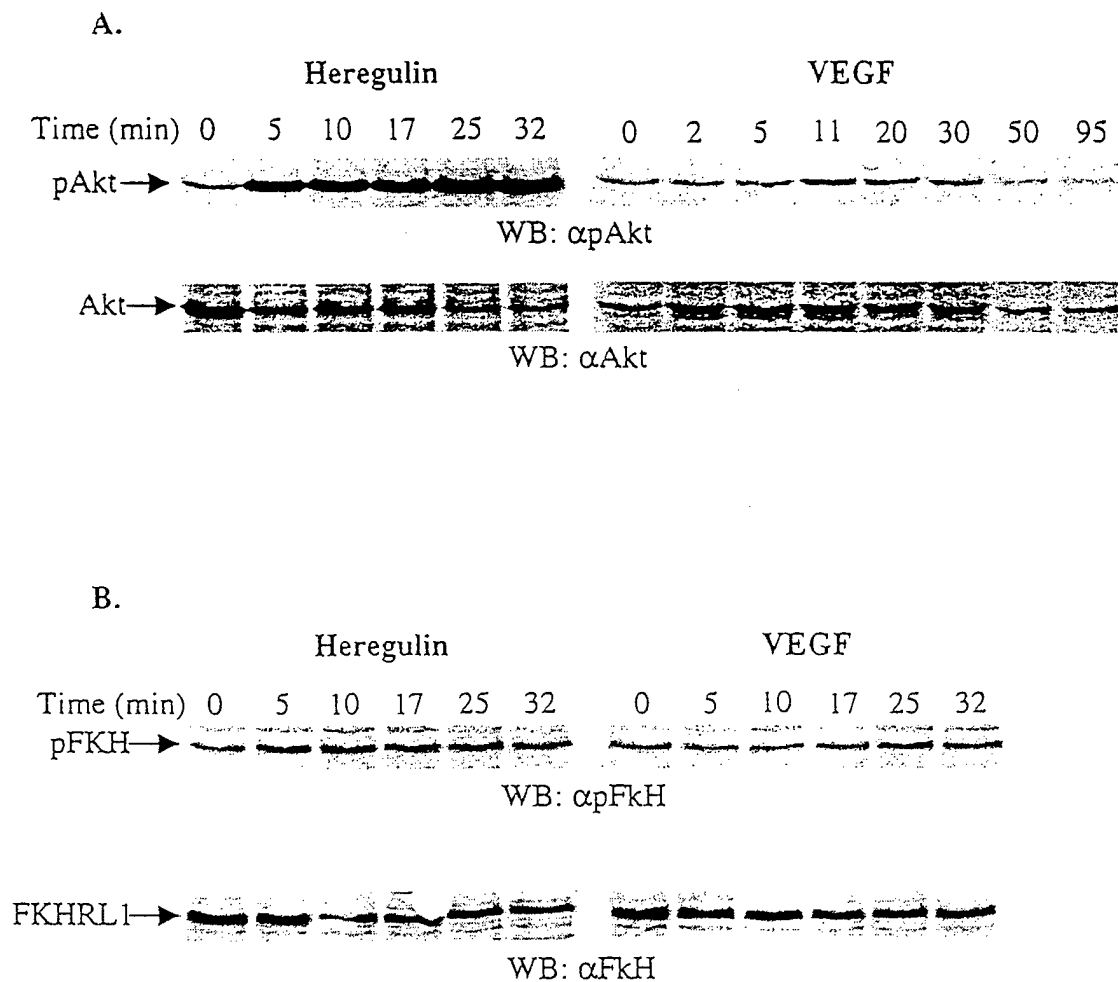 A.
Heregulin VEGF
Time (min) 0 5 10 17 25 32 0 2 5 11 20 30 50 95
pAkt
WB: αpAkt
Akt
WB: αAkt
B.
Heregulin VEGF
Time (min) 0 5 10 17 25 32 0 5 10 17 25 32
pFKH
WB: αpFkH
FKHRL1
WB: αFkH